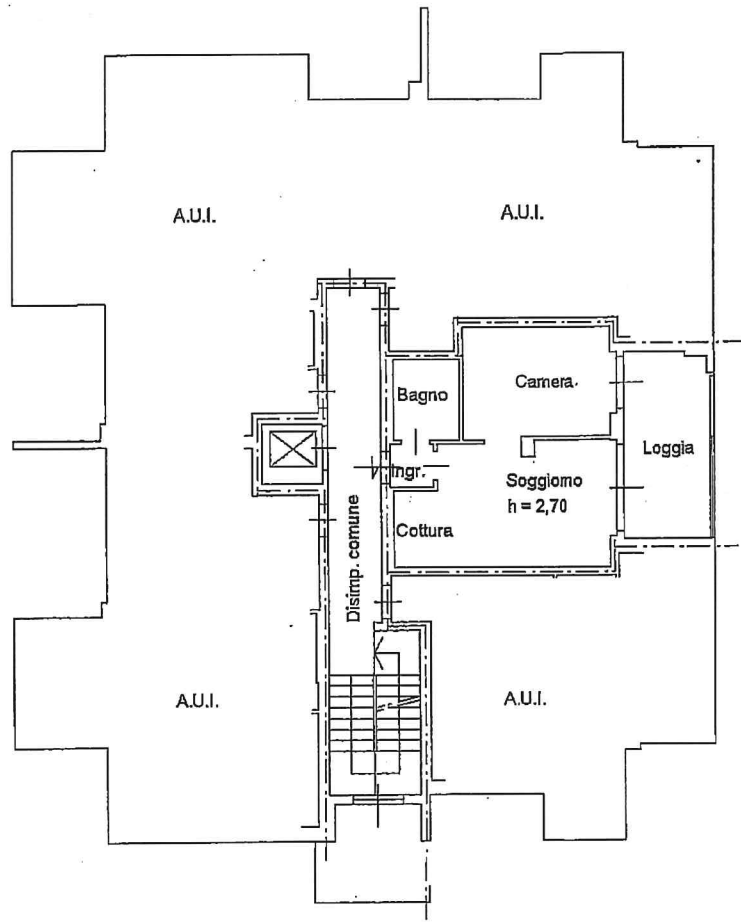 A.U.I.
A.U.I.
Bagno
Camera
Loggia
Ingr.
Soggiorno
h = 2,70
Cottura
Disimp. comune
A.U.I.
A.U.I.